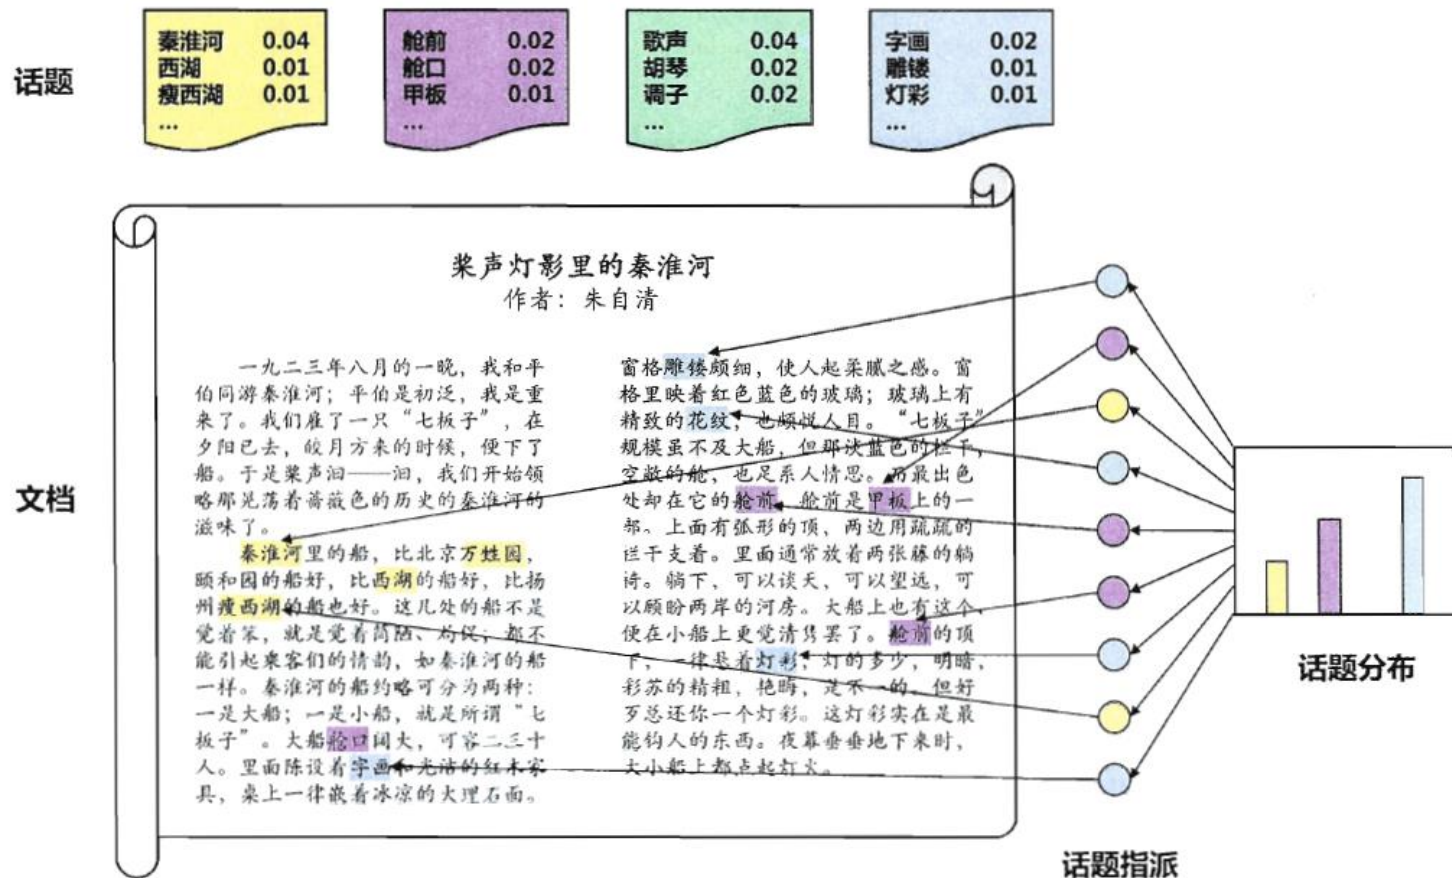 话题
秦淮河 0.04
西湖 0.01
瘦西湖 0.01
...
舱前 0.02
舱口 0.02
甲板 0.01
...
歌声 0.04
胡琴 0.02
调子 0.02
...
字画 0.02
雕镂 0.01
灯彩 0.01
...
文档
桨声灯影里的秦淮河
作者：朱自清
一九二三年八月的一晚，我和平
伯同游秦淮河；平伯是初泛，我是重
来了。我们雇了一只“七板子”，在
夕阳已去，皎月方来的时候，便下了
船。于是桨声汩——汩，我们开始领
略那晃荡着蔷薇色的历史的秦淮河的
滋味了。
秦淮河里的船，比北京万牲园，
颐和园的船好，比西湖的船好，比扬
州瘦西湖的船也好。这几处的船不是
觉着笨，就是觉着简陋、局促；都不
能引起乘客们的情韵，如秦淮河的船
一样。秦淮河的船约略可分为两种：
一是大船；一是小船，就是所谓“七
板子”。大船舱口阔大，可容二三十
人。里面陈设着字画和光洁的红木家
具，桌上一律嵌着冰凉的大理石面。
窗格雕镂颇细，使人起柔腻之感。窗
格里映着红色蓝色的玻璃；玻璃上有
精致的花纹，也颇悦人目。“七板子”
规模虽不及大船，但那淡蓝色的栏干，
空敞的舱，也足系人情思。而最出色
处却在它的舱前。舱前是甲板上的一
部。上面有弧形的顶，两边用疏疏的
栏干支着。里面通常放着两张藤的躺
椅。躺下，可以谈天，可以望远，可
以顾盼两岸的河房。大船上也有这个，
便在小船上更觉清隽罢了。舱前的顶
下，一律悬着灯彩；灯的多少，明暗，
彩苏的精粗，艳晦，是不一的。但好
歹总还你一个灯彩。这灯彩实在是最
能钩人的东西。夜幕垂垂地下来时，
大小船上都点起灯火。
话题分布
话题指派